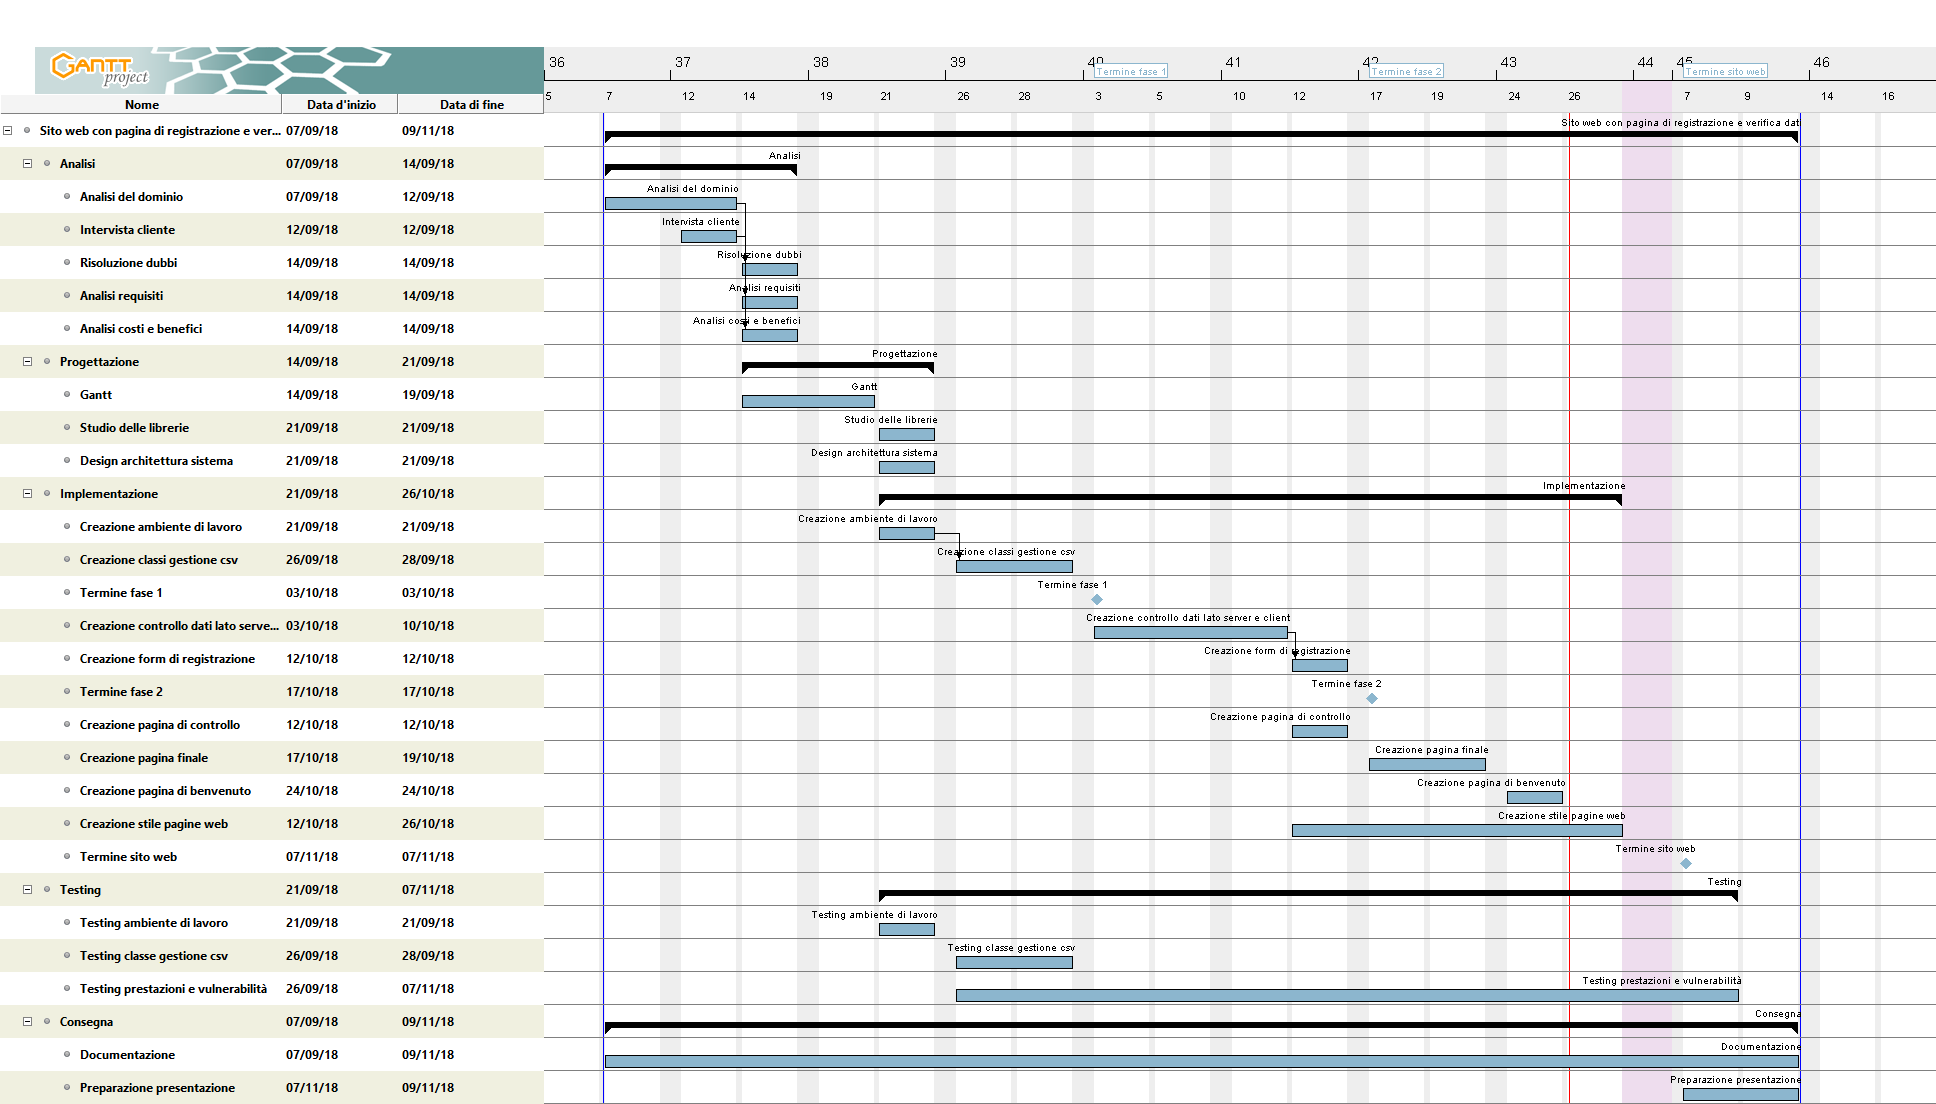 GANTT
project
36 37 38 39 40 41 42 43 44 45 46
Termine fase 1 Termine fase 2 Termine sito web
5 7 12 14 19 21 26 28 3 5 10 12 17 19 24 26 7 9 14 16
Nome Data d'inizio Data di fine
Sito web con pagina di registrazione e ver... 07/09/18 09/11/18
Sito web con pagina di registrazione e verifica dat
Analisi 07/09/18 14/09/18
Analisi
Analisi del dominio 07/09/18 12/09/18
Analisi del dominio
Intervista cliente 12/09/18 12/09/18
Intervista cliente
Risoluzione dubbi 14/09/18 14/09/18
Risoluzione dubbi
Analisi requisiti 14/09/18 14/09/18
Analisi requisiti
Analisi costi e benefici 14/09/18 14/09/18
Analisi costi e benefici
Progettazione 14/09/18 21/09/18
Progettazione
Gantt 14/09/18 19/09/18
Gantt
Studio delle librerie 21/09/18 21/09/18
Studio delle librerie
Design architettura sistema 21/09/18 21/09/18
Design architettura sistema
Implementazione 21/09/18 26/10/18
Implementazione
Creazione ambiente di lavoro 21/09/18 21/09/18
Creazione ambiente di lavoro
Creazione classi gestione csv 26/09/18 28/09/18
Creazione classi gestione csv
Termine fase 1 03/10/18 03/10/18
Termine fase 1
Creazione controllo dati lato serve... 03/10/18 10/10/18
Creazione controllo dati lato server e client
Creazione form di registrazione 12/10/18 12/10/18
Creazione form di registrazione
Termine fase 2 17/10/18 17/10/18
Termine fase 2
Creazione pagina di controllo 12/10/18 12/10/18
Creazione pagina di controllo
Creazione pagina finale 17/10/18 19/10/18
Creazione pagina finale
Creazione pagina di benvenuto 24/10/18 24/10/18
Creazione pagina di benvenuto
Creazione stile pagine web 12/10/18 26/10/18
Creazione stile pagine web
Termine sito web 07/11/18 07/11/18
Termine sito web
Testing 21/09/18 07/11/18
Testing
Testing ambiente di lavoro 21/09/18 21/09/18
Testing ambiente di lavoro
Testing classe gestione csv 26/09/18 28/09/18
Testing classe gestione csv
Testing prestazioni e vulnerabilità 26/09/18 07/11/18
Testing prestazioni e vulnerabilità
Consegna 07/09/18 09/11/18
Consegna
Documentazione 07/09/18 09/11/18
Documentazione
Preparazione presentazione 07/11/18 09/11/18
Preparazione presentazione